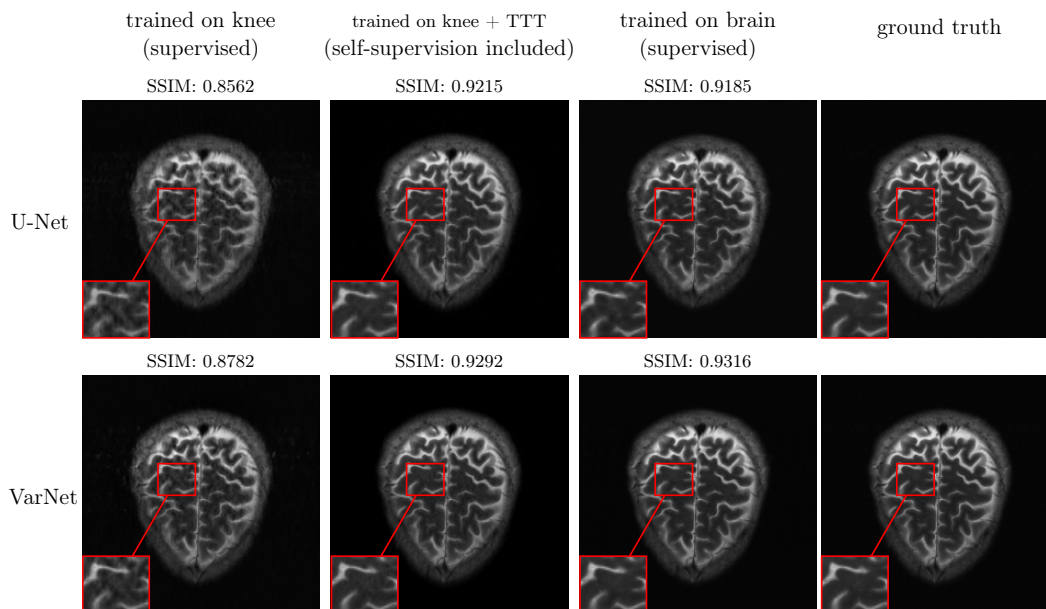 trained on knee
(supervised)
trained on knee + TTT
(self-supervision included)
trained on brain
(supervised)
ground truth
SSIM: 0.8562
SSIM: 0.9215
SSIM: 0.9185
U-Net
SSIM: 0.8782
SSIM: 0.9292
SSIM: 0.9316
VarNet